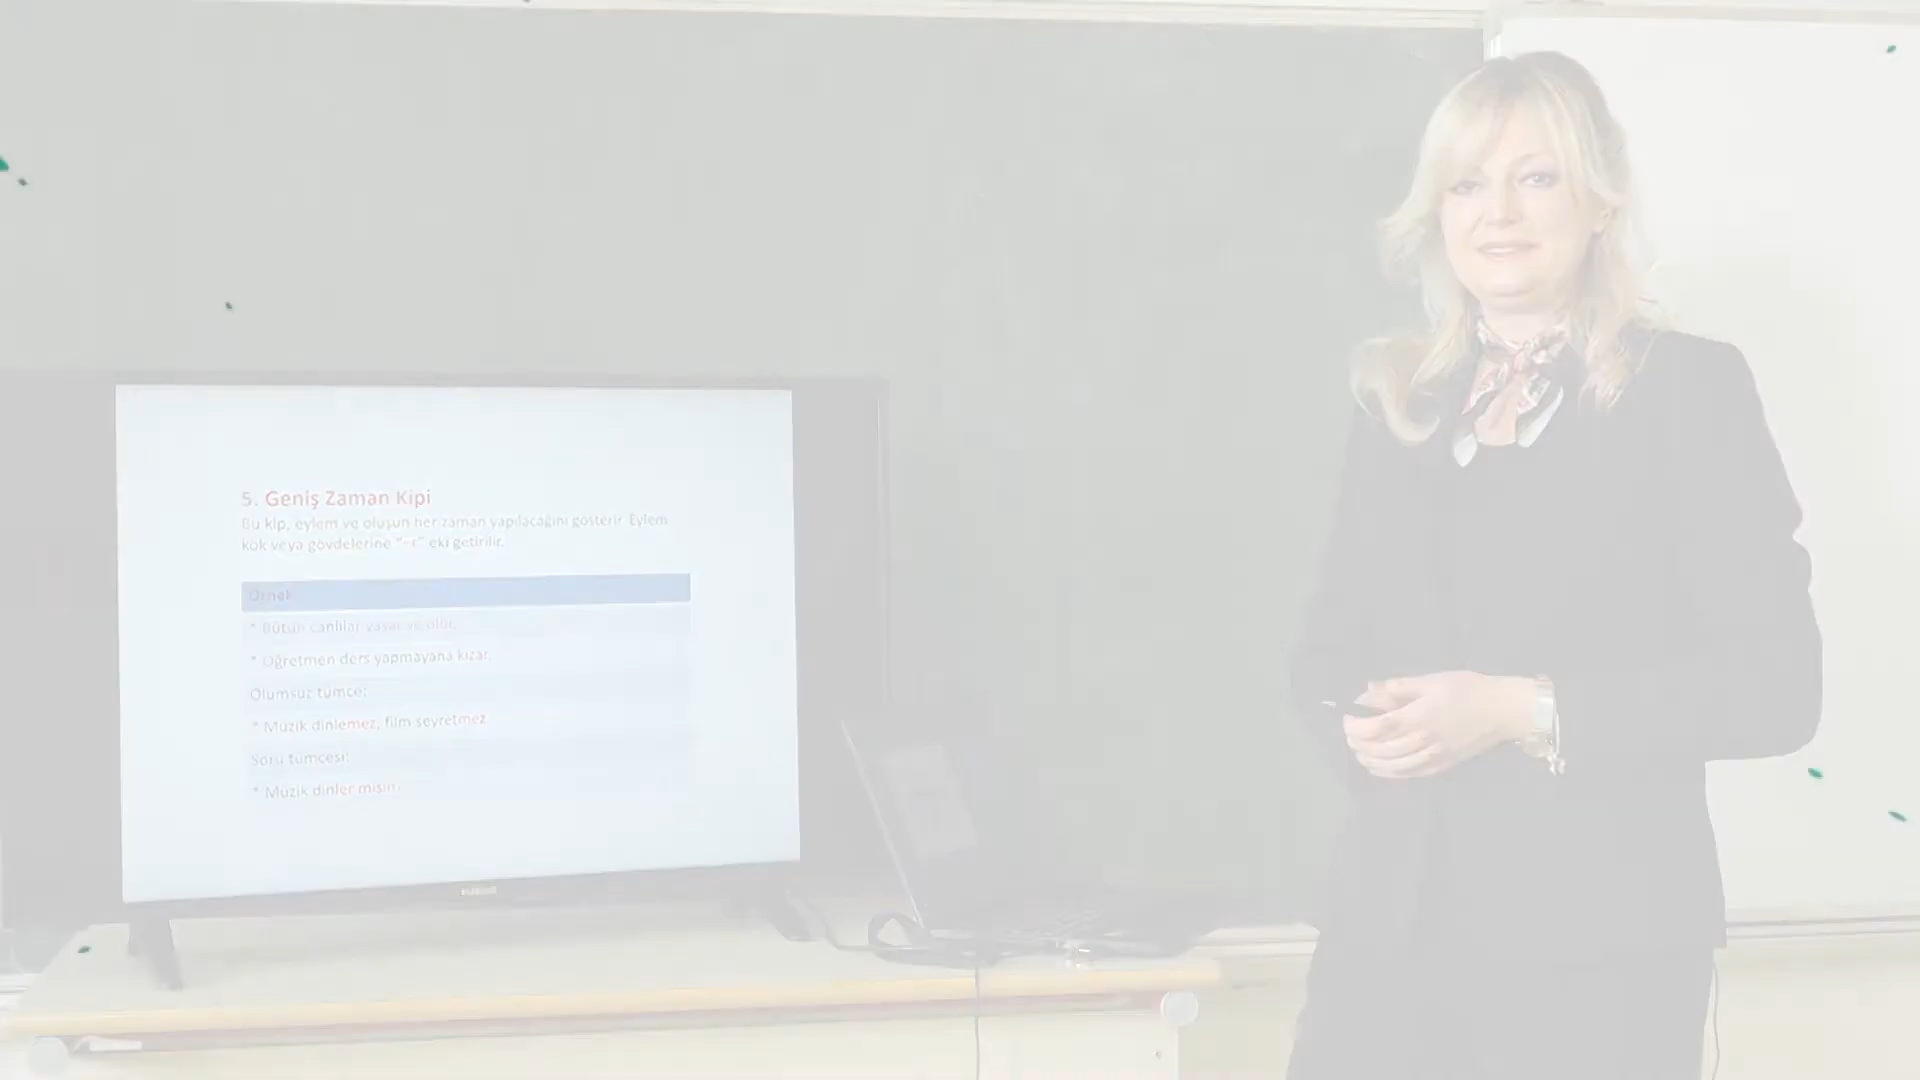 5. Geniş Zaman Kipi
Bu kip, eylem ve oluşun her zaman yapılacağını gösterir. Eylem
kök veya gövdelerine “–r” eki getirilir.
Örnek
* Bütün canlılar yaşar ve ölür.
* Öğretmen ders yapmayana kızar.
Olumsuz tümce:
* Müzik dinlemez, film seyretmez.
Soru tümcesi:
* Müzik dinler misin?